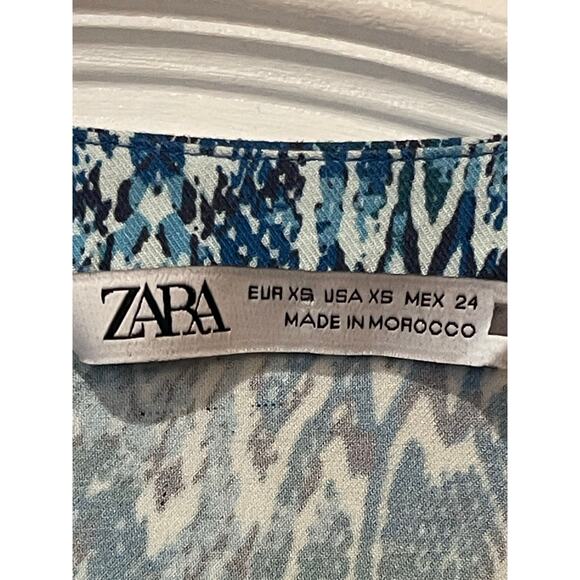 ZARA
EUR XS USA XS MEX 24
MADE IN MOROCCO